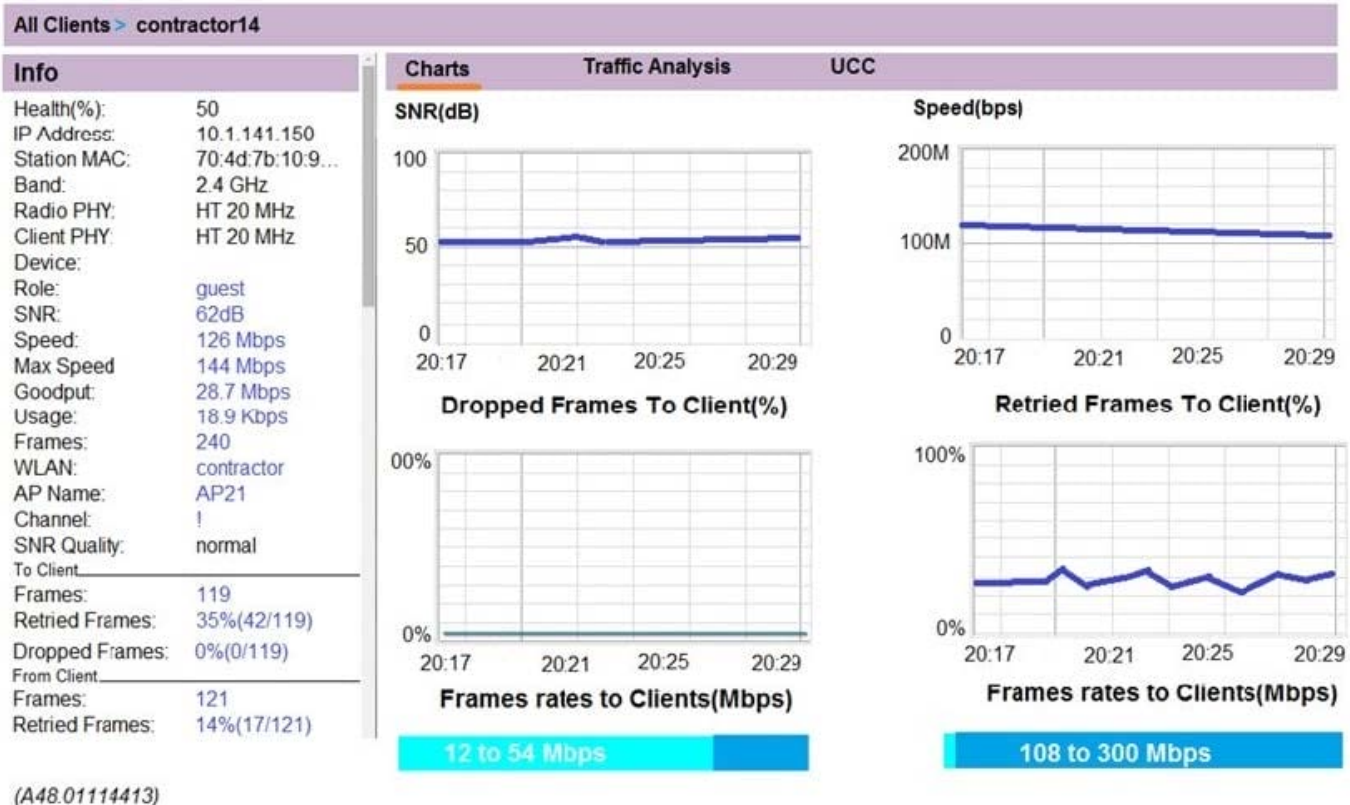 All Clients > contractor14
Info
Health(%): 50
IP Address: 10.1.141.150
Station MAC: 70:4d:7b:10:9...
Band: 2.4 GHz
Radio PHY: HT 20 MHz
Client PHY: HT 20 MHz
Device:
Role: guest
SNR: 62dB
Speed: 126 Mbps
Max Speed 144 Mbps
Goodput: 28.7 Mbps
Usage: 18.9 Kbps
Frames: 240
WLAN: contractor
AP Name: AP21
Channel: !
SNR Quality: normal
To Client
Frames: 119
Retried Frames: 35%(42/119)
Dropped Frames: 0%(0/119)
From Client
Frames: 121
Retried Frames: 14%(17/121)
(A48.01114413)
Charts Traffic Analysis UCC
SNR(dB)
100
50
0
20:17 20:21 20:25 20:29
Speed(bps)
200M
100M
0
20:17 20:21 20:25 20:29
Dropped Frames To Client(%)
00%
0%
20:17 20:21 20:25 20:29
Retried Frames To Client(%)
100%
0%
20:17 20:21 20:25 20:29
Frames rates to Clients(Mbps)
12 to 54 Mbps
Frames rates to Clients(Mbps)
108 to 300 Mbps